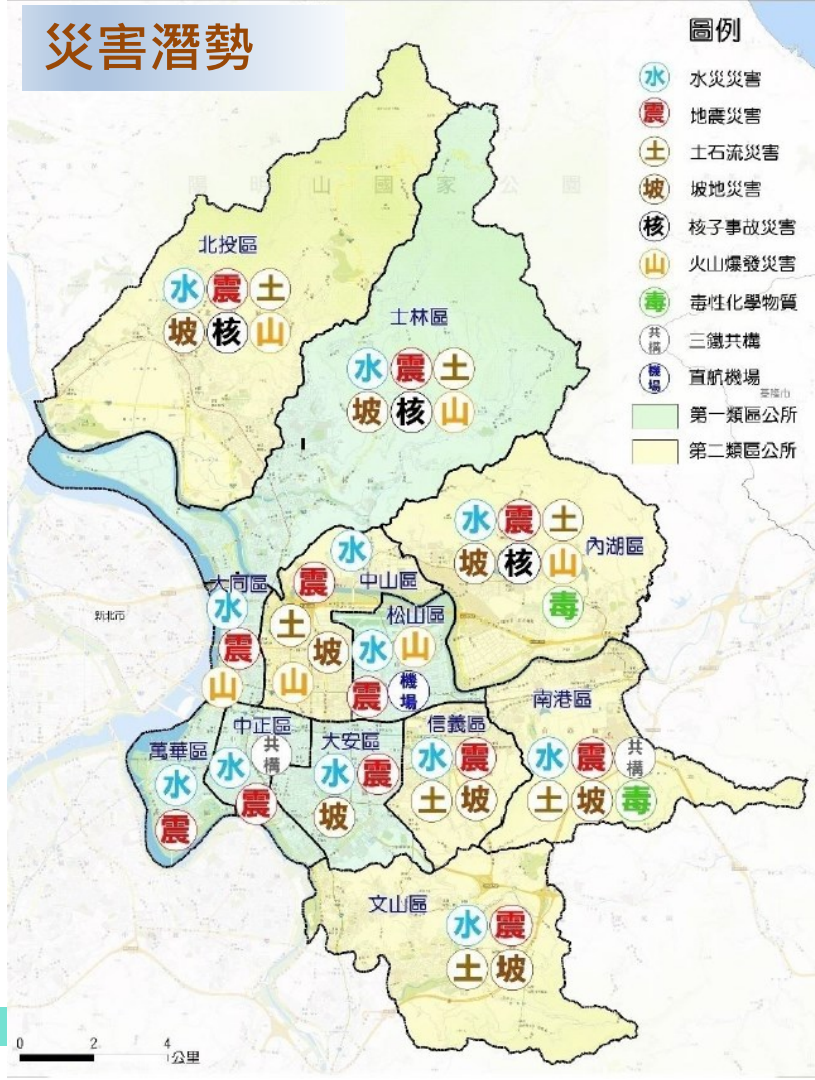 災害潛勢
圖例
水 水災災害
震 地震災害
土 土石流災害
坡 坡地災害
核 核子事故災害
山 火山爆發災害
毒 毒性化學物質
共構 三鐵共構
機場 直航機場
第一類區公所
第二類區公所
陽明山國家公園
基隆市
北投區
水 震 土
坡 核 山
士林區
水 震 土
坡 核 山
內湖區
水 震 土
坡 核 山
毒
中山區
水
震
土
坡
山
大同區
水
震
山
新北市
松山區
水 山
震 機場
南港區
水 震 共構
土 坡 毒
信義區
水 震
土 坡
大安區
水 震
坡
中正區
水 共構
震
萬華區
水
震
文山區
水 震
土 坡
0 2 4
公里